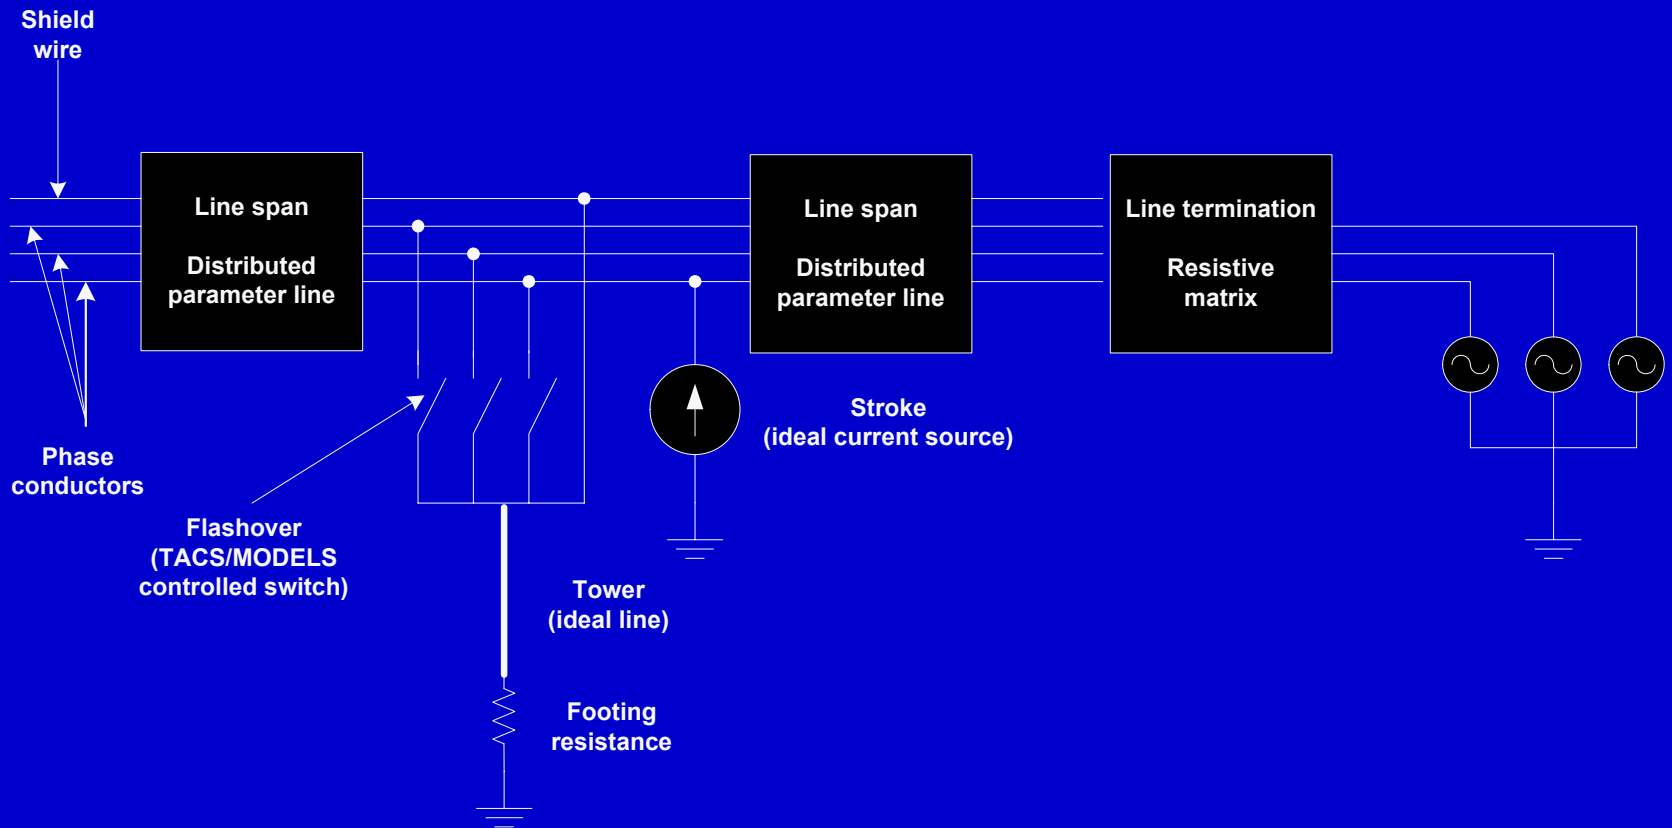 Shield
wire
Line span
Distributed
parameter line
Line span
Distributed
parameter line
Line termination
Resistive
matrix
Phase
conductors
Flashover
(TACS/MODELS
controlled switch)
Stroke
(ideal current source)
Tower
(ideal line)
Footing
resistance